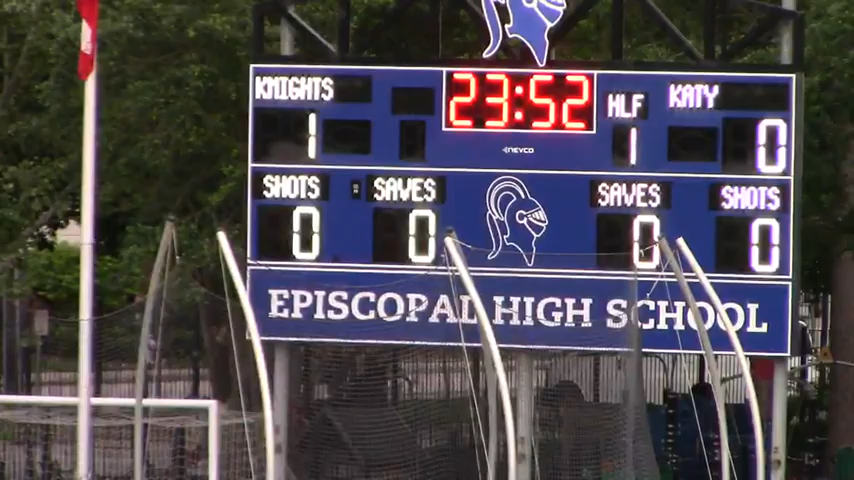 KNIGHTS 23:52 HLF KATY
1 1 0
NEVCO
SHOTS SAVES SAVES SHOTS
0 0 0 0
EPISCOPAL HIGH SCHOOL